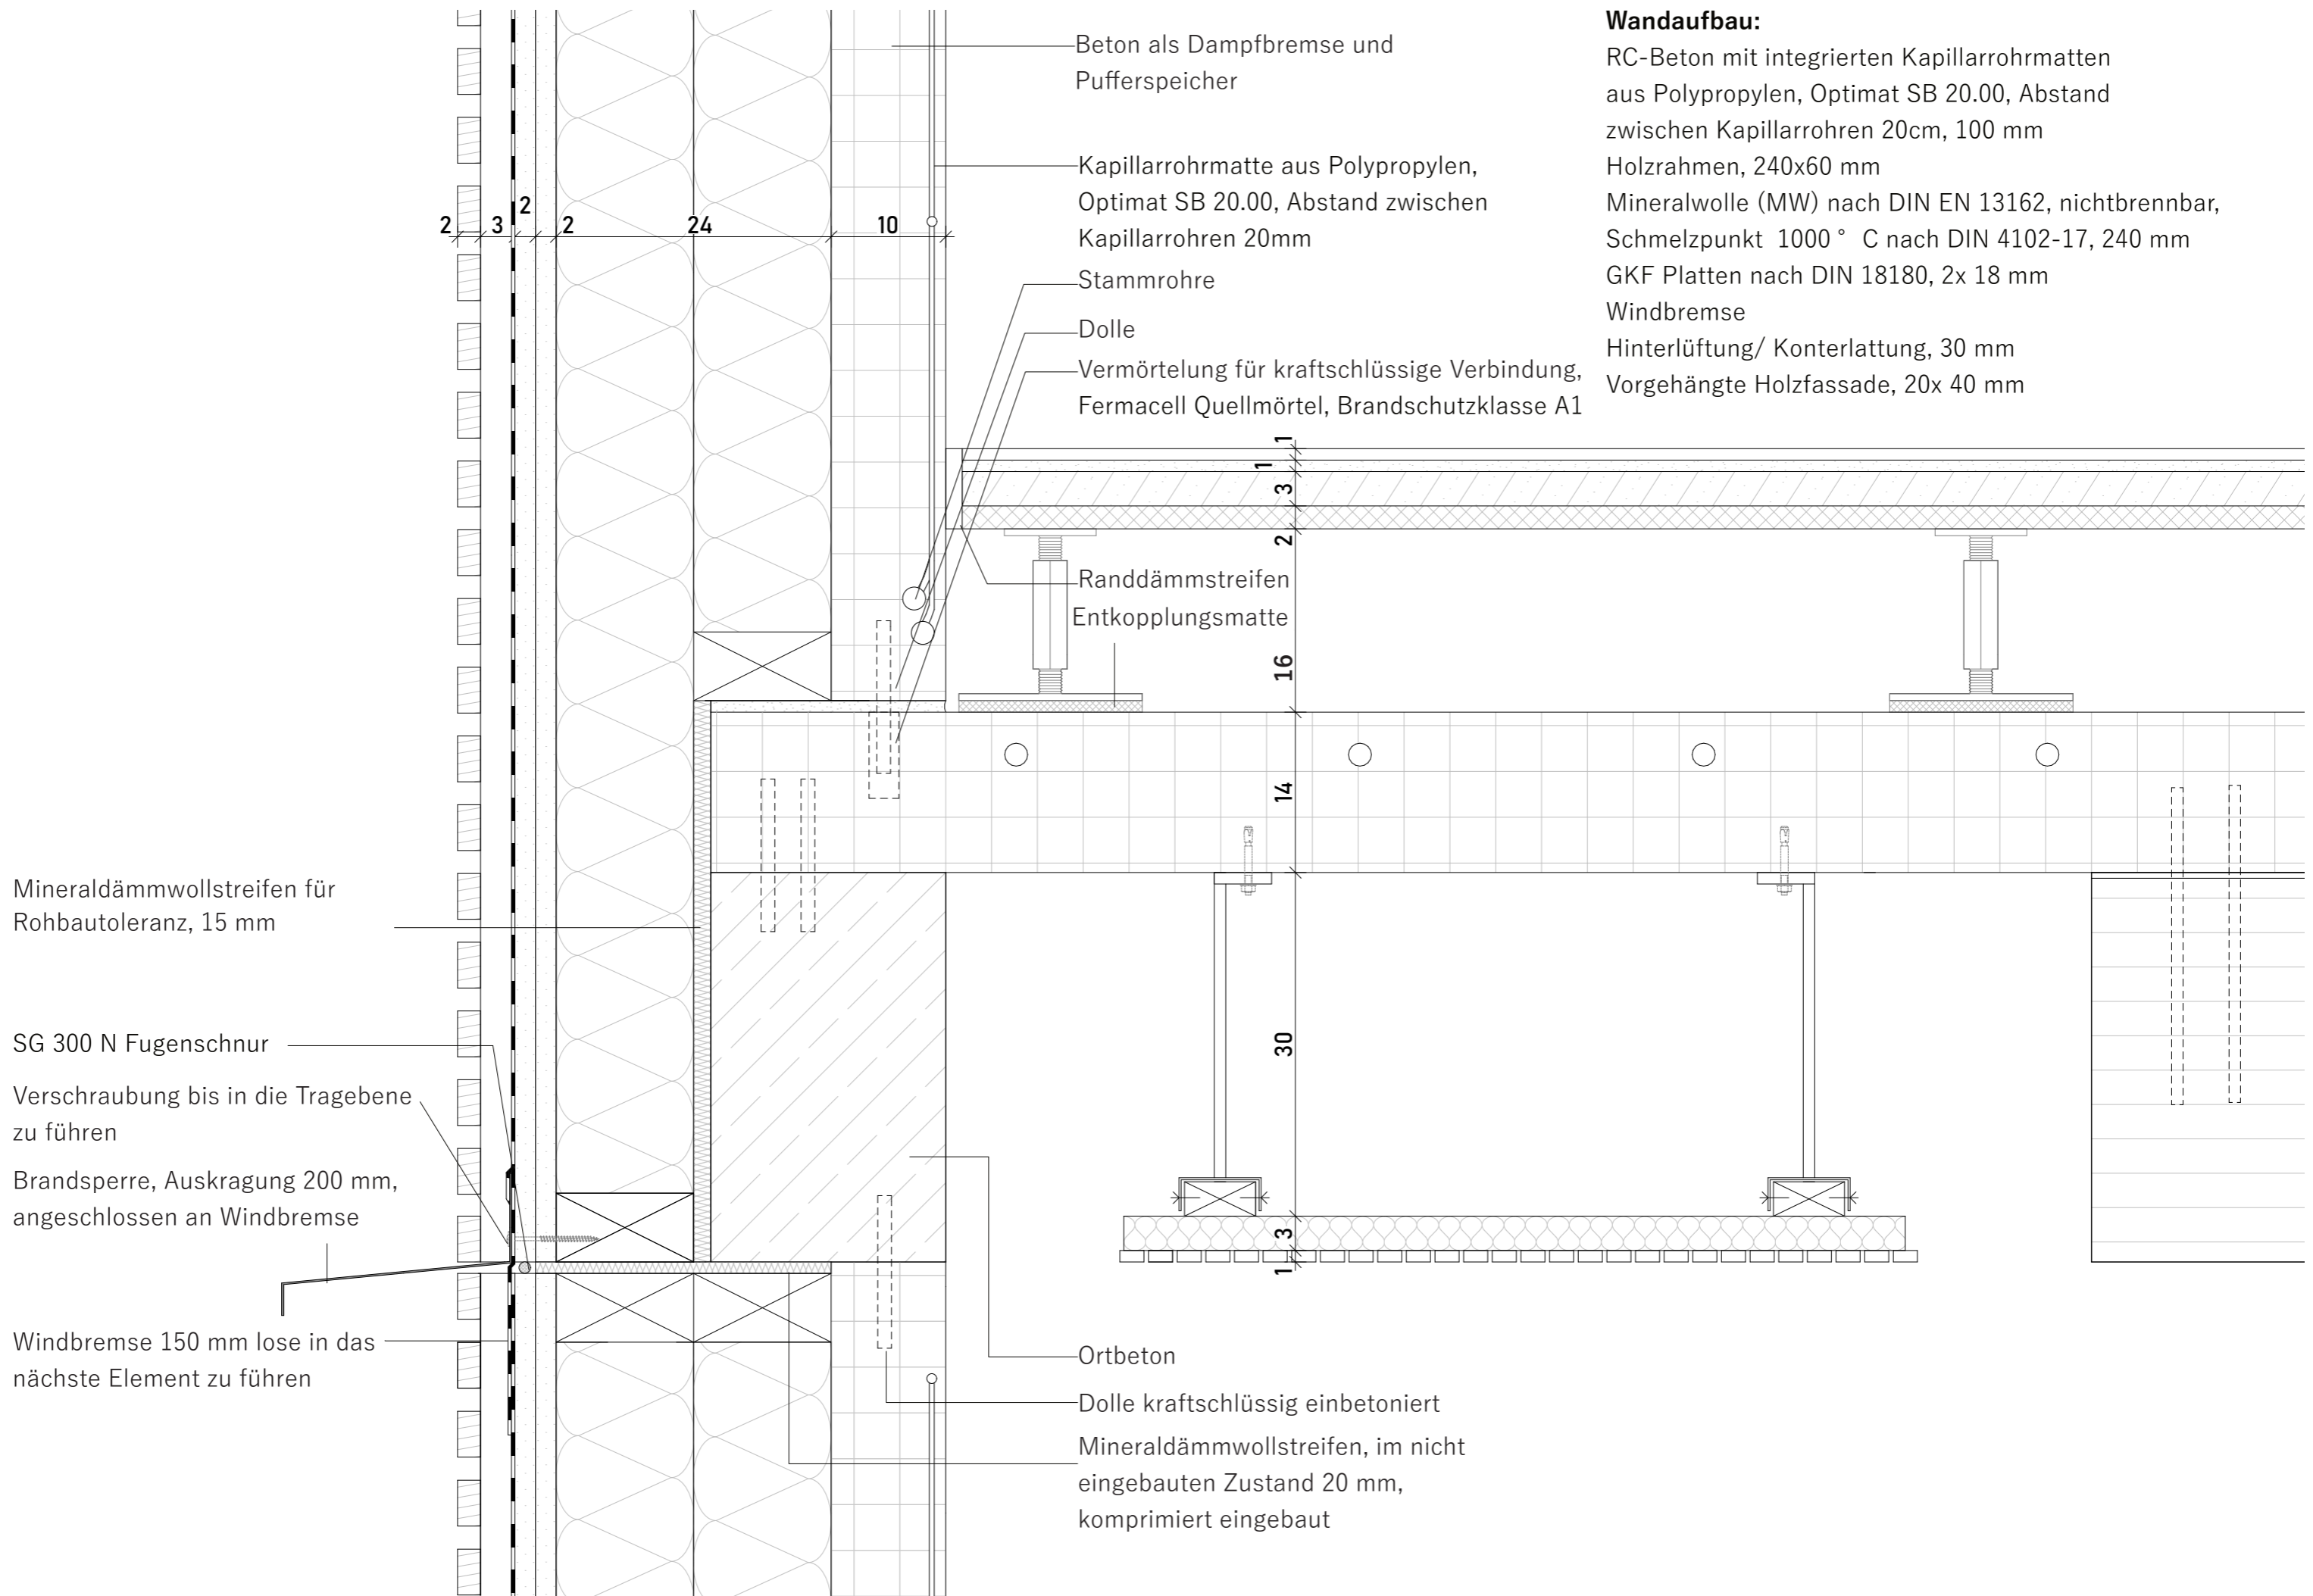 Wandaufbau:
RC-Beton mit integrierten Kapillarrohrmatten
aus Polypropylen, Optimat SB 20.00, Abstand
zwischen Kapillarrohren 20cm, 100 mm
Holzrahmen, 240x60 mm
Mineralwolle (MW) nach DIN EN 13162, nichtbrennbar,
Schmelzpunkt 1000 ° C nach DIN 4102-17, 240 mm
GKF Platten nach DIN 18180, 2x 18 mm
Windbremse
Hinterlüftung/ Konterlattung, 30 mm
Vorgehängte Holzfassade, 20x 40 mm
Beton als Dampfbremse und
Pufferspeicher
Kapillarrohrmatte aus Polypropylen,
Optimat SB 20.00, Abstand zwischen
Kapillarrohren 20mm
Stammrohre
Dolle
Vermörtelung für kraftschlüssige Verbindung,
Fermacell Quellmörtel, Brandschutzklasse A1
2 3 2 2 24 10
1
1
3
2
16
14
30
3
1
Randdämmstreifen
Entkopplungsmatte
Mineraldämmwollstreifen für
Rohbautoleranz, 15 mm
SG 300 N Fugenschnur
Verschraubung bis in die Tragebene
zu führen
Brandsperre, Auskragung 200 mm,
angeschlossen an Windbremse
Windbremse 150 mm lose in das
nächste Element zu führen
Ortbeton
Dolle kraftschlüssig einbetoniert
Mineraldämmwollstreifen, im nicht
eingebauten Zustand 20 mm,
komprimiert eingebaut